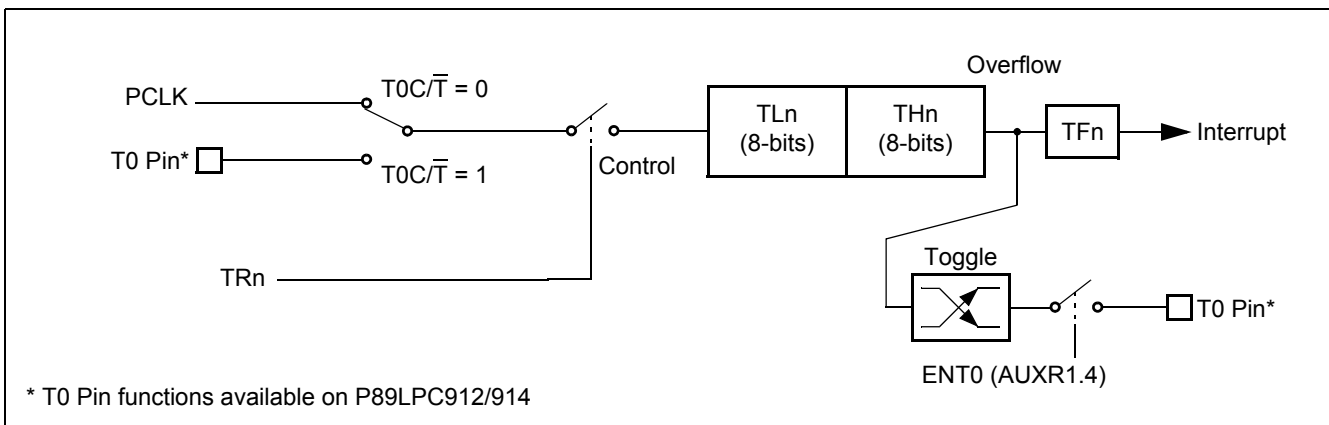 Overflow
PCLK
T0C/T̅ = 0
TLn
(8-bits)
THn
(8-bits)
TFn
Interrupt
T0 Pin*
T0C/T̅ = 1
Control
TRn
Toggle
T0 Pin*
ENT0 (AUXR1.4)
* T0 Pin functions available on P89LPC912/914